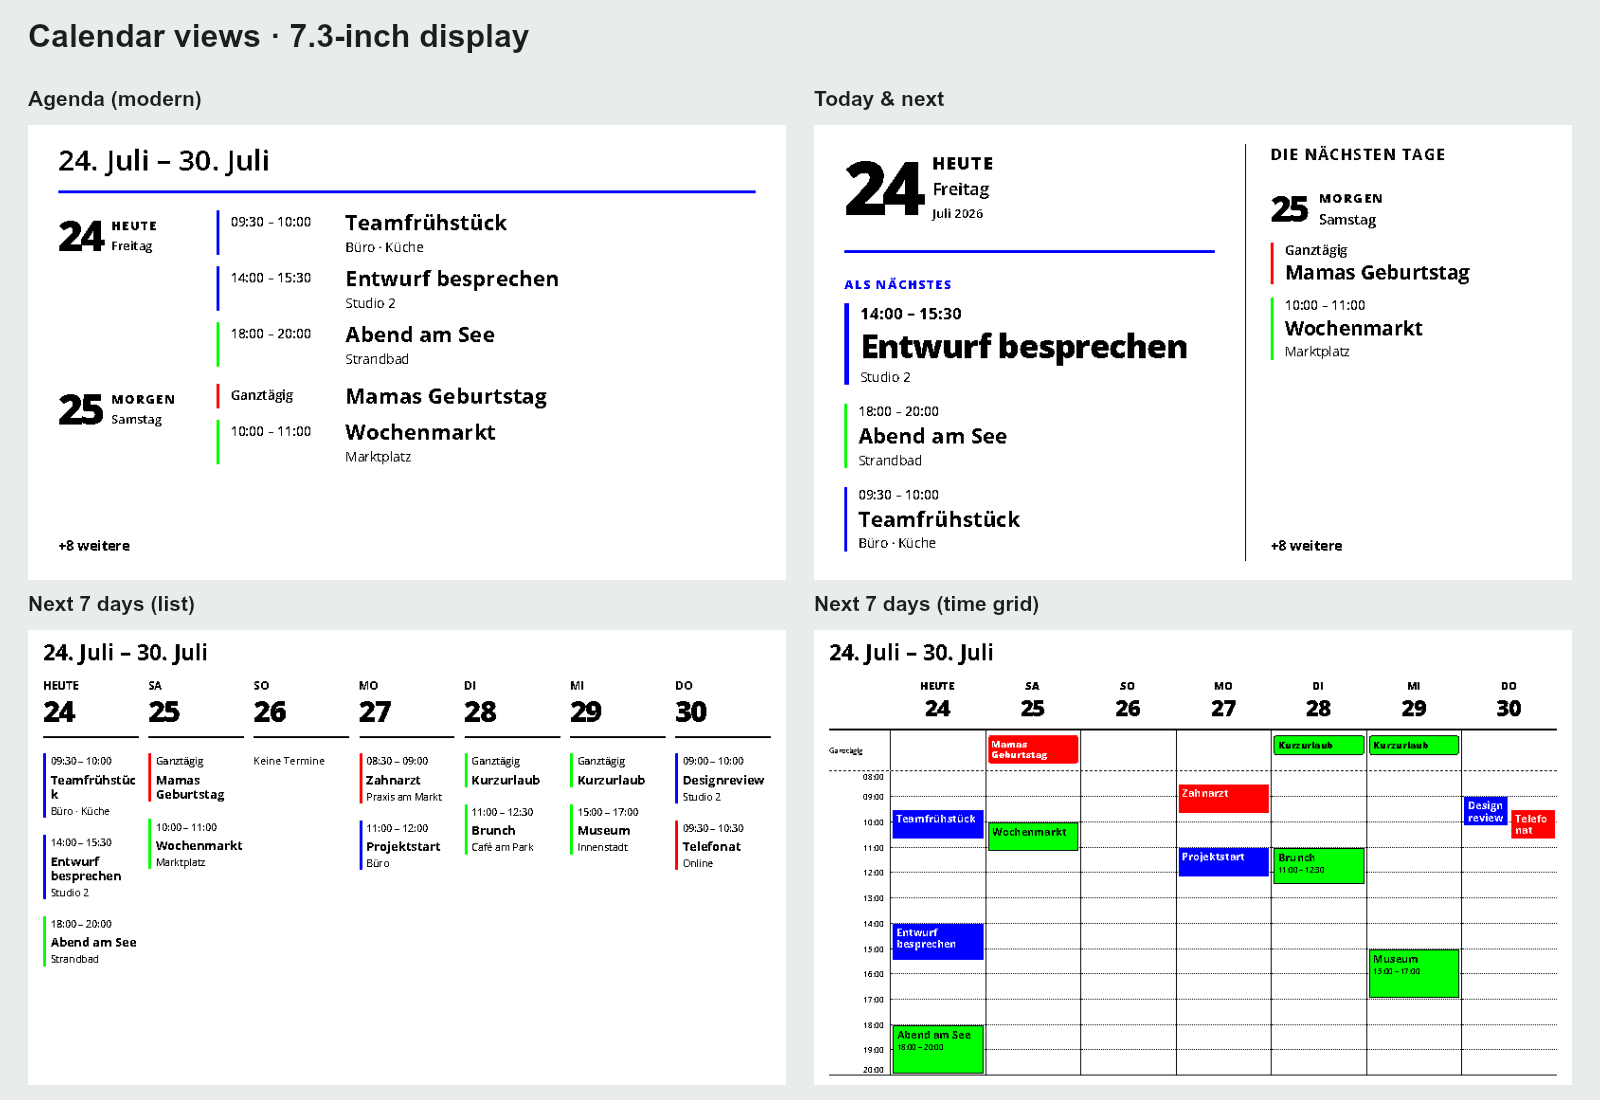 Calendar views · 7.3-inch display
Agenda (modern)
24. Juli – 30. Juli
24 HEUTE
Freitag
09:30 – 10:00 Teamfrühstück
Büro · Küche
14:00 – 15:30 Entwurf besprechen
Studio 2
18:00 – 20:00 Abend am See
Strandbad
25 MORGEN
Samstag
Ganztägig Mamas Geburtstag
10:00 – 11:00 Wochenmarkt
Marktplatz
+8 weitere
Today & next
24 HEUTE
Freitag
Juli 2026
ALS NÄCHSTES
14:00 – 15:30
Entwurf besprechen
Studio 2
18:00 – 20:00
Abend am See
Strandbad
09:30 – 10:00
Teamfrühstück
Büro · Küche
DIE NÄCHSTEN TAGE
25 MORGEN
Samstag
Ganztägig
Mamas Geburtstag
10:00 – 11:00
Wochenmarkt
Marktplatz
+8 weitere
Next 7 days (list)
24. Juli – 30. Juli
HEUTE
24
09:30 – 10:00
Teamfrühstüc
k
Büro · Küche
14:00 – 15:30
Entwurf
besprechen
Studio 2
18:00 – 20:00
Abend am See
Strandbad
SA
25
Ganztägig
Mamas
Geburtstag
10:00 – 11:00
Wochenmarkt
Marktplatz
SO
26
Keine Termine
MO
27
08:30 – 09:00
Zahnarzt
Praxis am Markt
11:00 – 12:00
Projektstart
Büro
DI
28
Ganztägig
Kurzurlaub
11:00 – 12:30
Brunch
Café am Park
MI
29
Ganztägig
Kurzurlaub
15:00 – 17:00
Museum
Innenstadt
DO
30
09:00 – 10:00
Designreview
Studio 2
09:30 – 10:30
Telefonat
Online
Next 7 days (time grid)
24. Juli – 30. Juli
HEUTE SA SO MO DI MI DO
24 25 26 27 28 29 30
Ganztägig
Mamas
Geburtstag
Kurzurlaub
Kurzurlaub
08:00
09:00
10:00
11:00
12:00
13:00
14:00
15:00
16:00
17:00
18:00
19:00
20:00
Teamfrühstück
Entwurf
besprechen
Abend am See
18:00 – 20:00
Wochenmarkt
Zahnarzt
Projektstart
Brunch
11:00 – 12:30
Museum
15:00 – 17:00
Design
review
Telefo
nat